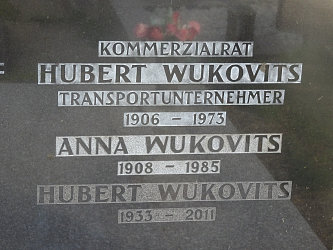 KOMMERZIALRAT
HUBERT WUKOVITS
TRANSPORTUNTERNEHMER
1906 - 1973
ANNA WUKOVITS
1908 - 1985
HUBERT WUKOVITS
1933 - 2011